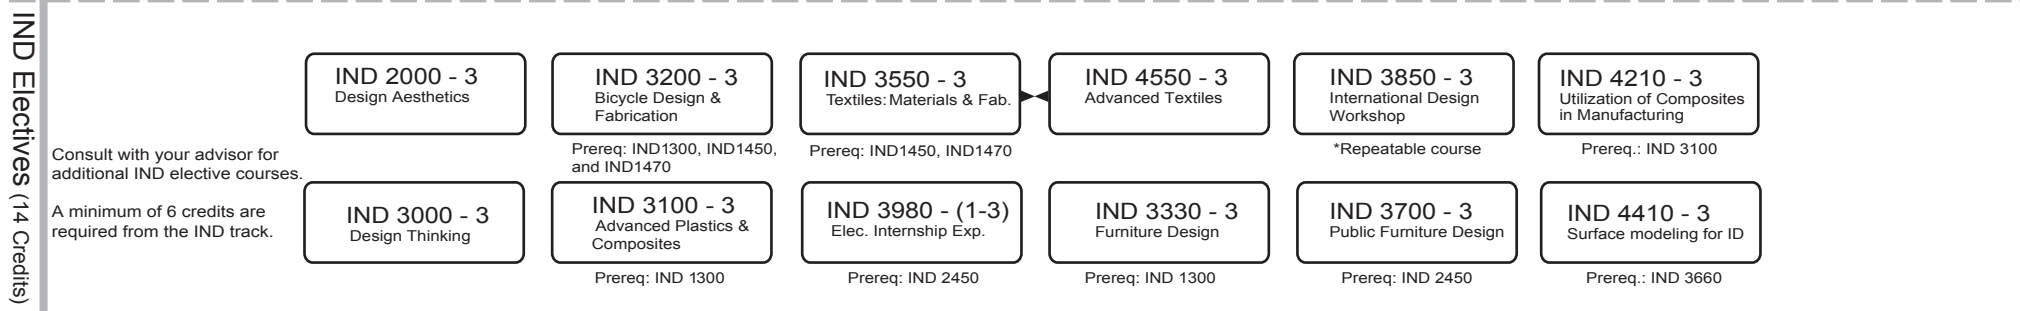 IND Electives (14 Credits)
Consult with your advisor for
additional IND elective courses.
A minimum of 6 credits are
required from the IND track.
IND 2000 - 3
Design Aesthetics
IND 3200 - 3
Bicycle Design &
Fabrication
Prereq: IND1300, IND1450,
and IND1470
IND 3550 - 3
Textiles: Materials & Fab.
Prereq: IND1450, IND1470
IND 4550 - 3
Advanced Textiles
IND 3850 - 3
International Design
Workshop
*Repeatable course
IND 4210 - 3
Utilization of Composites
in Manufacturing
Prereq.: IND 3100
IND 3000 - 3
Design Thinking
IND 3100 - 3
Advanced Plastics &
Composites
Prereq: IND 1300
IND 3980 - (1-3)
Elec. Internship Exp.
Prereq: IND 2450
IND 3330 - 3
Furniture Design
Prereq: IND 1300
IND 3700 - 3
Public Furniture Design
Prereq: IND 2450
IND 4410 - 3
Surface modeling for ID
Prereq.: IND 3660